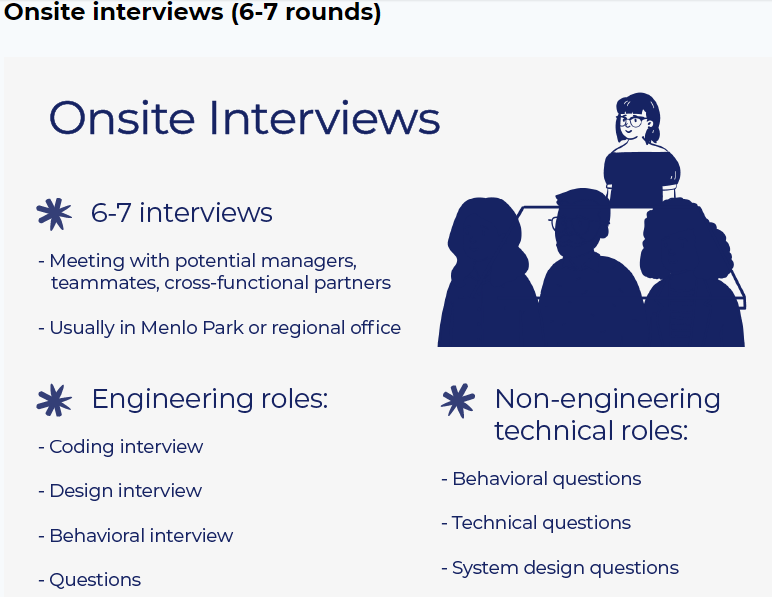 Onsite interviews (6-7 rounds)
Onsite Interviews
6-7 interviews
- Meeting with potential managers,
teammates, cross-functional partners
- Usually in Menlo Park or regional office
Engineering roles:
- Coding interview
- Design interview
- Behavioral interview
- Questions
Non-engineering
technical roles:
- Behavioral questions
- Technical questions
- System design questions